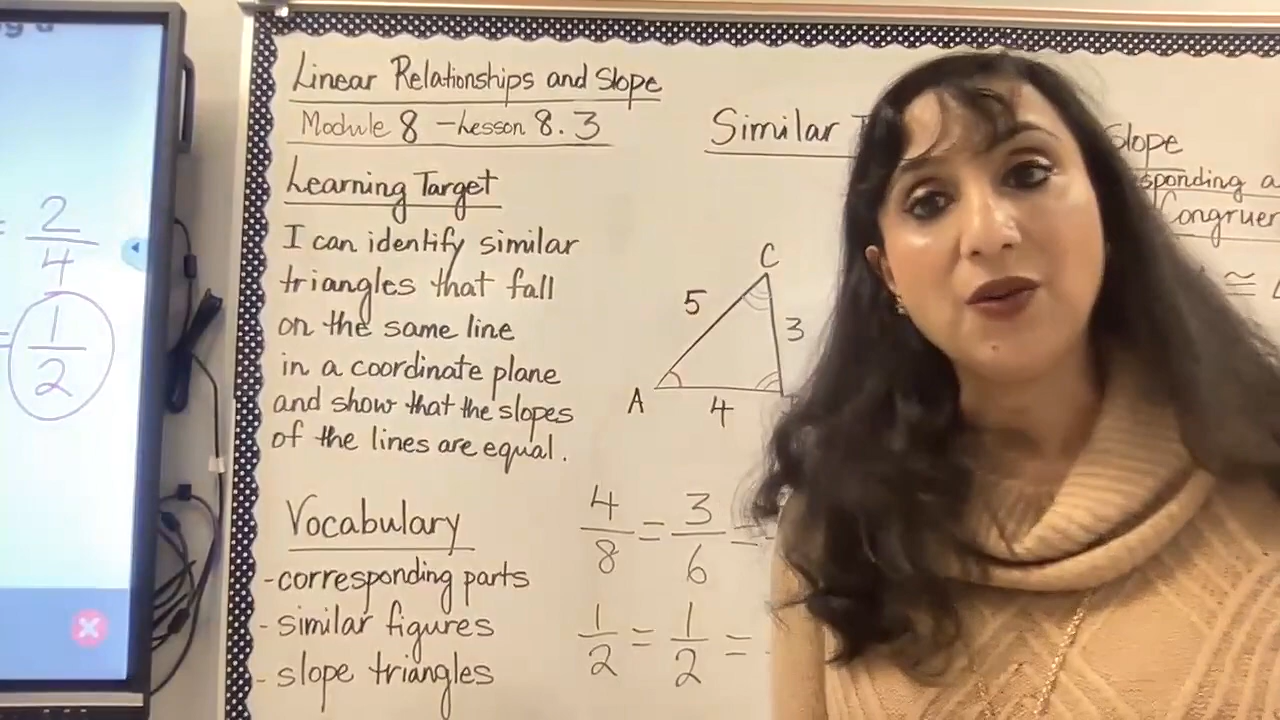 Linear Relationships and Slope
Module 8 - Lesson 8.3
Learning Target
I can identify similar
triangles that fall
on the same line
in a coordinate plane
and show that the slopes
of the lines are equal.
Vocabulary
- corresponding parts
- similar figures
- slope triangles
Similar
Slope
C
5
3
A
4
≅
4/8 = 3/6 =
1/2 = 1/2 =
= 2/4
= 1/2